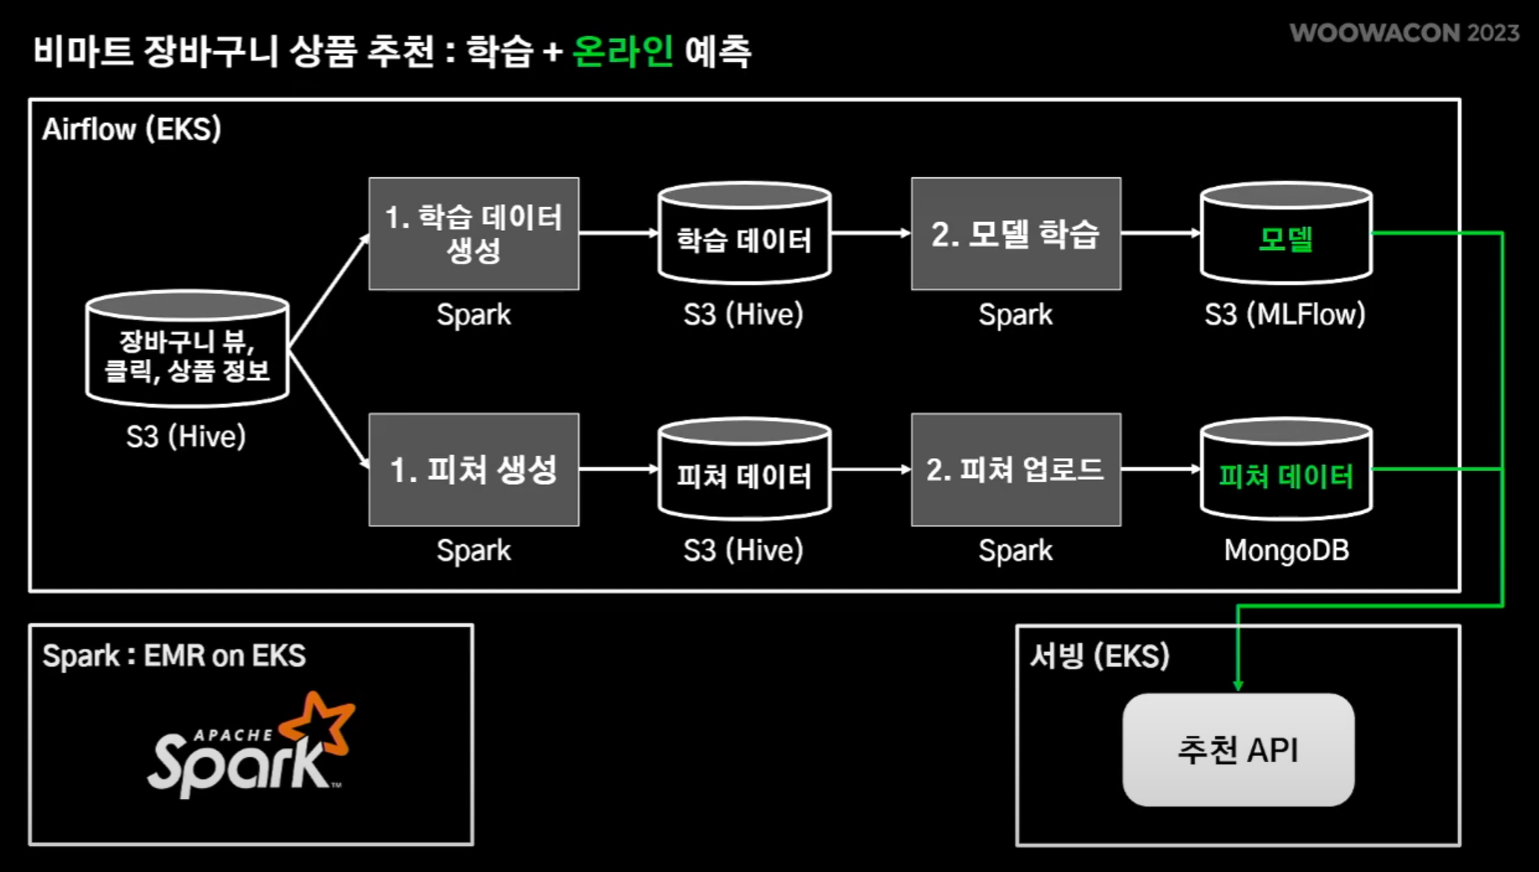 WOOWACON 2023
비마트 장바구니 상품 추천 : 학습 + 온라인 예측
Airflow (EKS)
장바구니 뷰,
클릭, 상품 정보
S3 (Hive)
1. 학습 데이터
생성
Spark
학습 데이터
S3 (Hive)
2. 모델 학습
Spark
모델
S3 (MLFlow)
1. 피쳐 생성
Spark
피쳐 데이터
S3 (Hive)
2. 피쳐 업로드
Spark
피쳐 데이터
MongoDB
Spark : EMR on EKS
APACHE
Spark™
서빙 (EKS)
추천 API